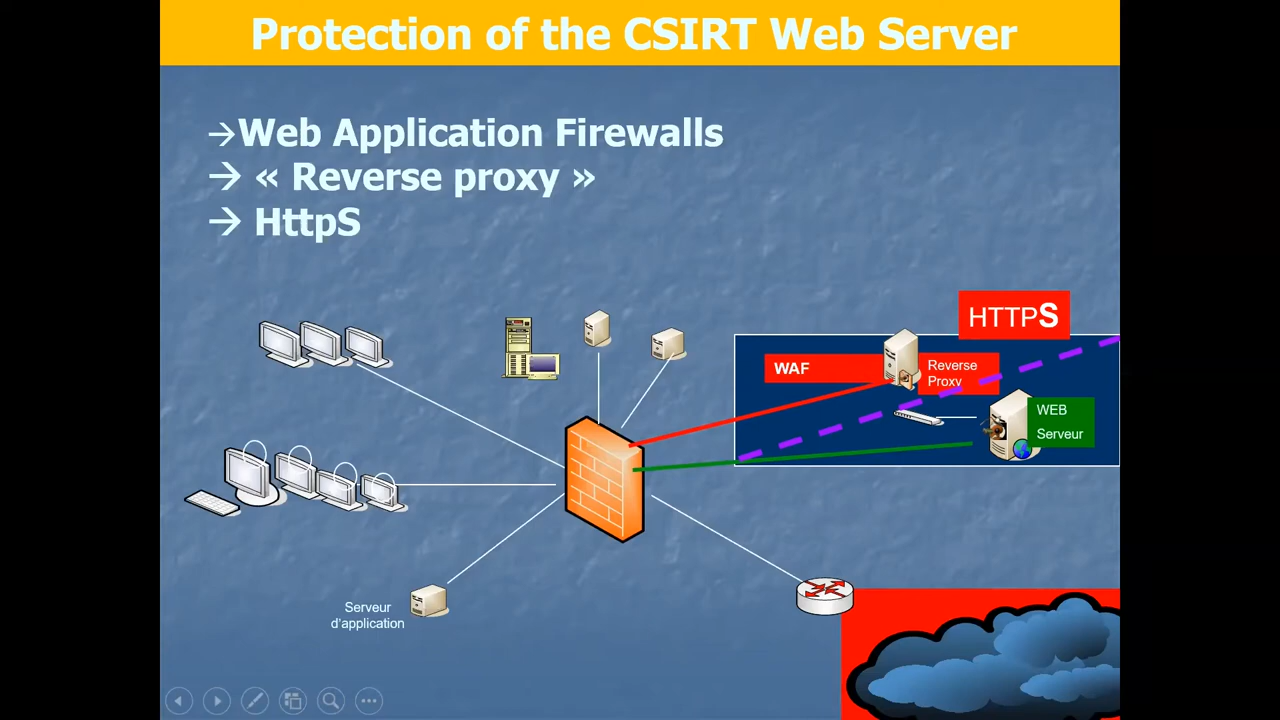 Protection of the CSIRT Web Server
→Web Application Firewalls
→ « Reverse proxy »
→ HttpS
HTTPS
WAF
Reverse
Proxy
WEB
Serveur
Serveur
d'application